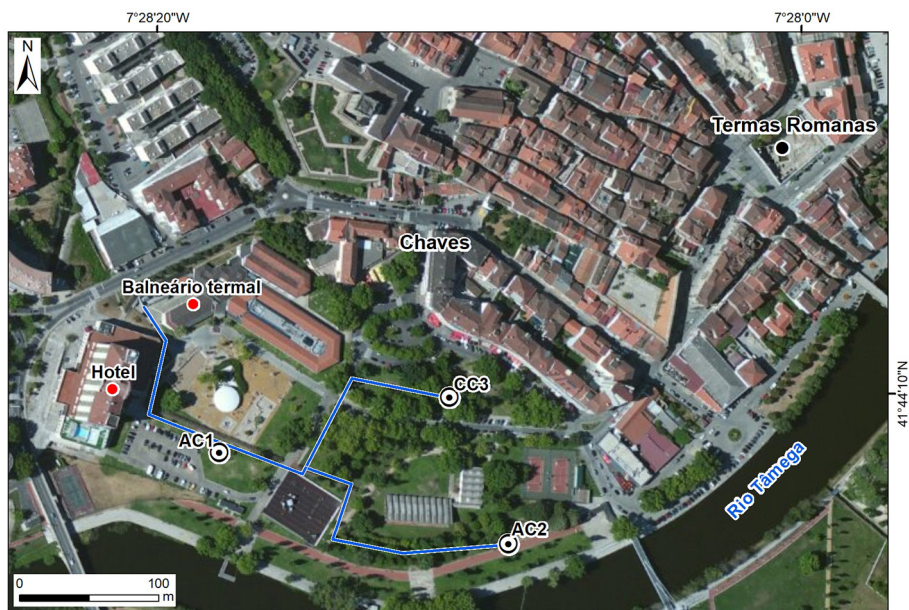 7°28'20"W
7°28'0"W
N
Termas Romanas
Chaves
Balneário termal
Hotel
CC3
41°44'10"N
AC1
Rio Tâmega
AC2
0
100
m